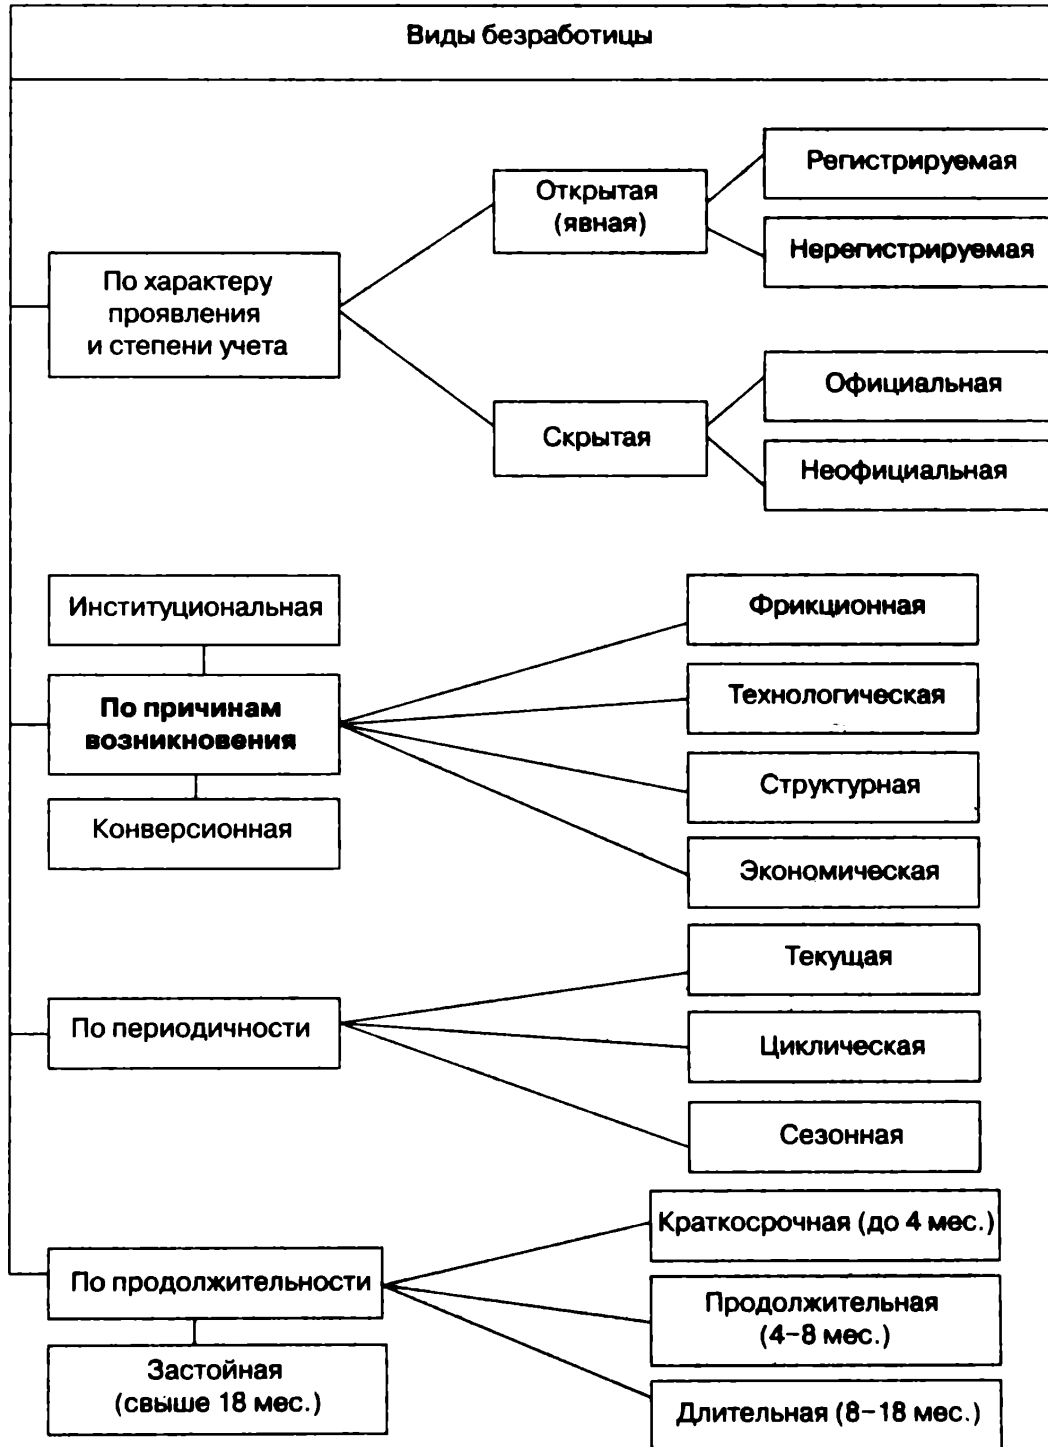 Виды безработицы
Регистрируемая
Открытая
(явная)
Нерегистрируемая
По характеру
проявления
и степени учета
Официальная
Скрытая
Неофициальная
Институциональная
Фрикционная
По причинам
возникновения
Технологическая
Структурная
Конверсионная
Экономическая
Текущая
По периодичности
Циклическая
Сезонная
Краткосрочная (до 4 мес.)
По продолжительности
Продолжительная
(4–8 мес.)
Застойная
(свыше 18 мес.)
Длительная (8–18 мес.)